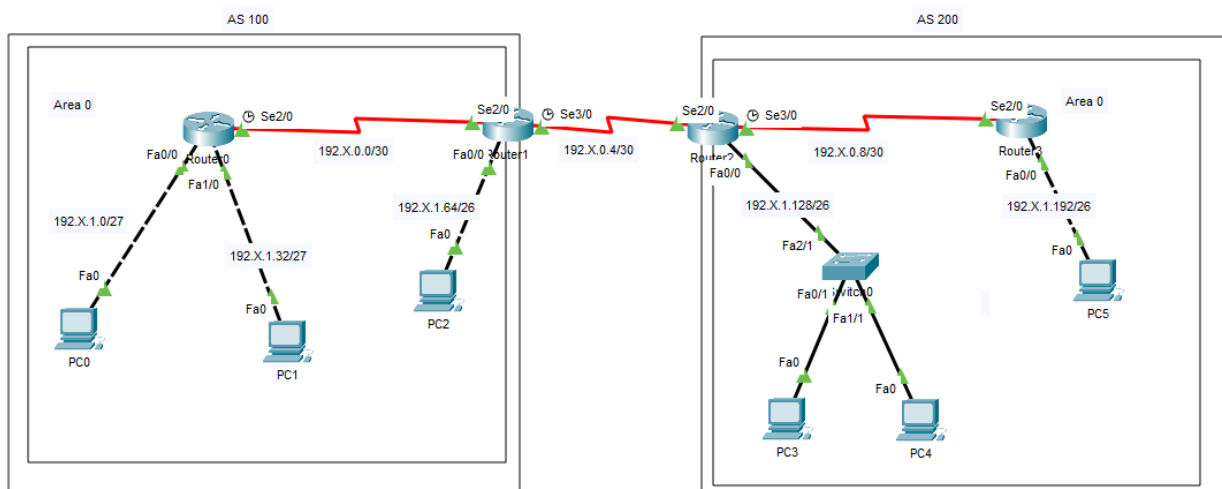 AS 100
AS 200
Area 0
Se2/0
Se2/0
Se3/0
Se2/0
Se3/0
Se2/0
Area 0
Fa0/0
Router0
192.X.0.0/30
Fa0/0
Router1
192.X.0.4/30
Router2
192.X.0.8/30
Router3
Fa1/0
Fa0/0
Fa0/0
192.X.1.0/27
192.X.1.64/26
192.X.1.128/26
192.X.1.192/26
192.X.1.32/27
Fa0
Fa2/1
Fa0
Fa0
Fa0
Fa0/1
Switch0
Fa1/1
PC2
PC5
PC0
PC1
Fa0
Fa0
PC3
PC4